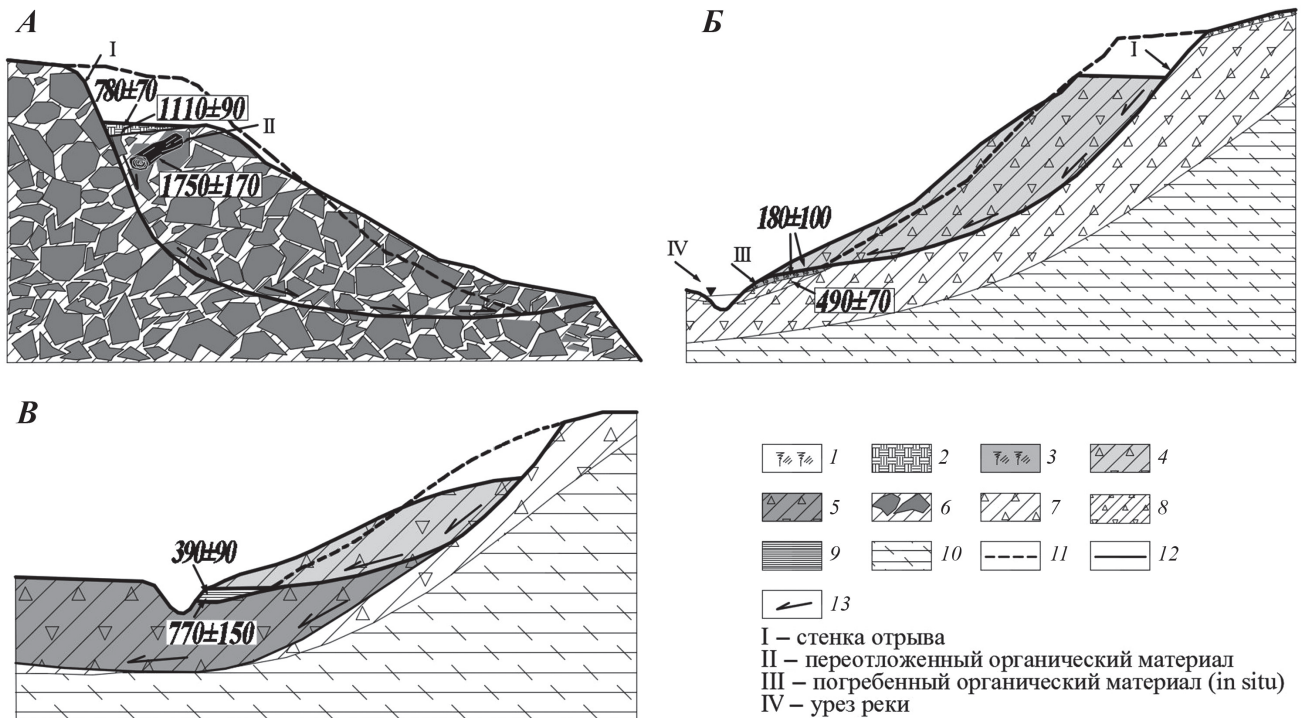 А
I
780±70
1110±90
II
1750±170
Б
I
180±100
IV
III
490±70
В
390±90
770±150
1
2
3
4
5
6
7
8
9
10
11
12
13
I – стенка отрыва
II – переотложенный органический материал
III – погребенный органический материал (in situ)
IV – урез реки